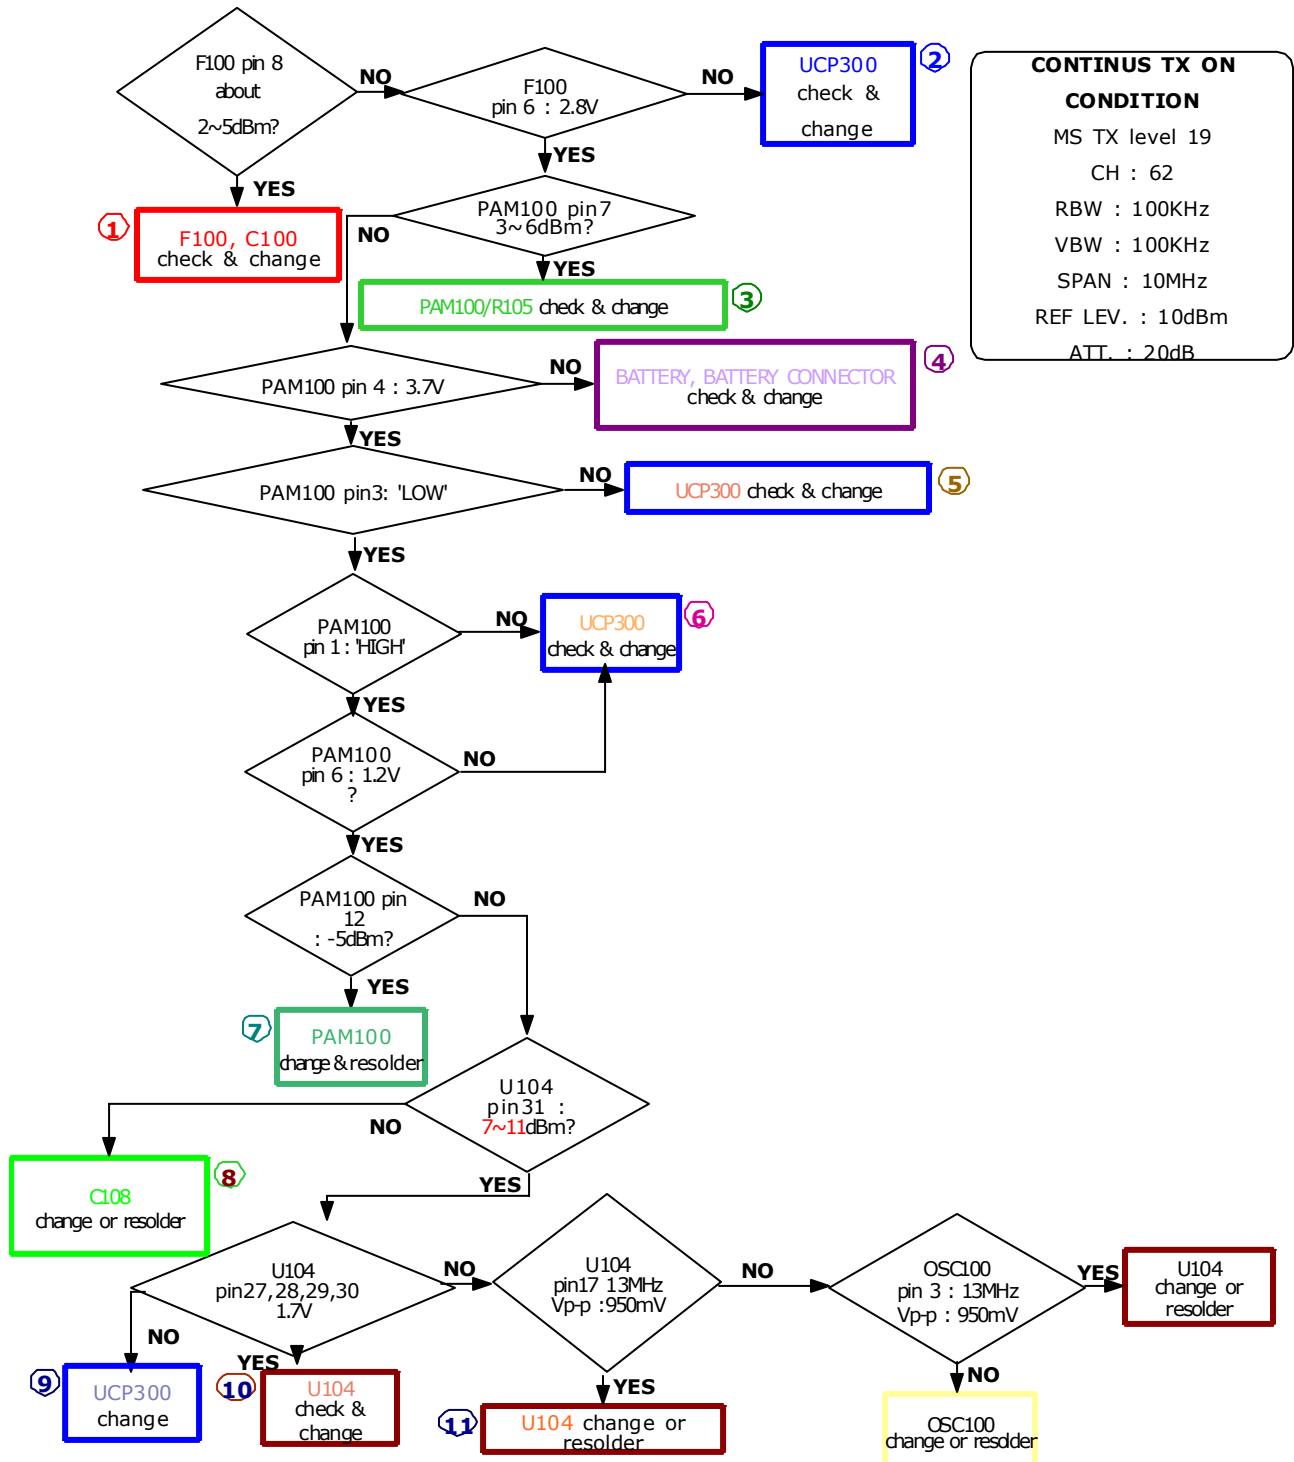 F100 pin 8
about
2~5dBm?
NO
F100
pin 6 : 2.8V
NO
UCP300
check &
change
2
CONTINUS TX ON
CONDITION
MS TX level 19
CH : 62
RBW : 100KHz
VBW : 100KHz
SPAN : 10MHz
REF LEV. : 10dBm
ATT. : 20dB
YES
YES
1
F100, C100
check & change
PAM100 pin7
3~6dBm?
NO
YES
PAM100/R105 check & change
3
PAM100 pin 4 : 3.7V
NO
BATTERY, BATTERY CONNECTOR
check & change
4
YES
PAM100 pin3: 'LOW'
NO
UCP300 check & change
5
YES
PAM100
pin 1 : 'HIGH'
NO
UCP300
check & change
6
YES
PAM100
pin 6 : 1.2V
?
NO
YES
PAM100 pin
12
: -5dBm?
NO
YES
7
PAM100
change & resolder
U104
pin31 :
7~11dBm?
NO
YES
C108
change or resolder
8
U104
pin27,28,29,30
1.7V
NO
U104
pin17 13MHz
Vp-p : 950mV
NO
OSC100
pin 3 : 13MHz
Vp-p : 950mV
YES
U104
change or
resolder
NO
YES
9
UCP300
change
10
U104
check &
change
YES
11
U104 change or
resolder
NO
OSC100
change or resolder